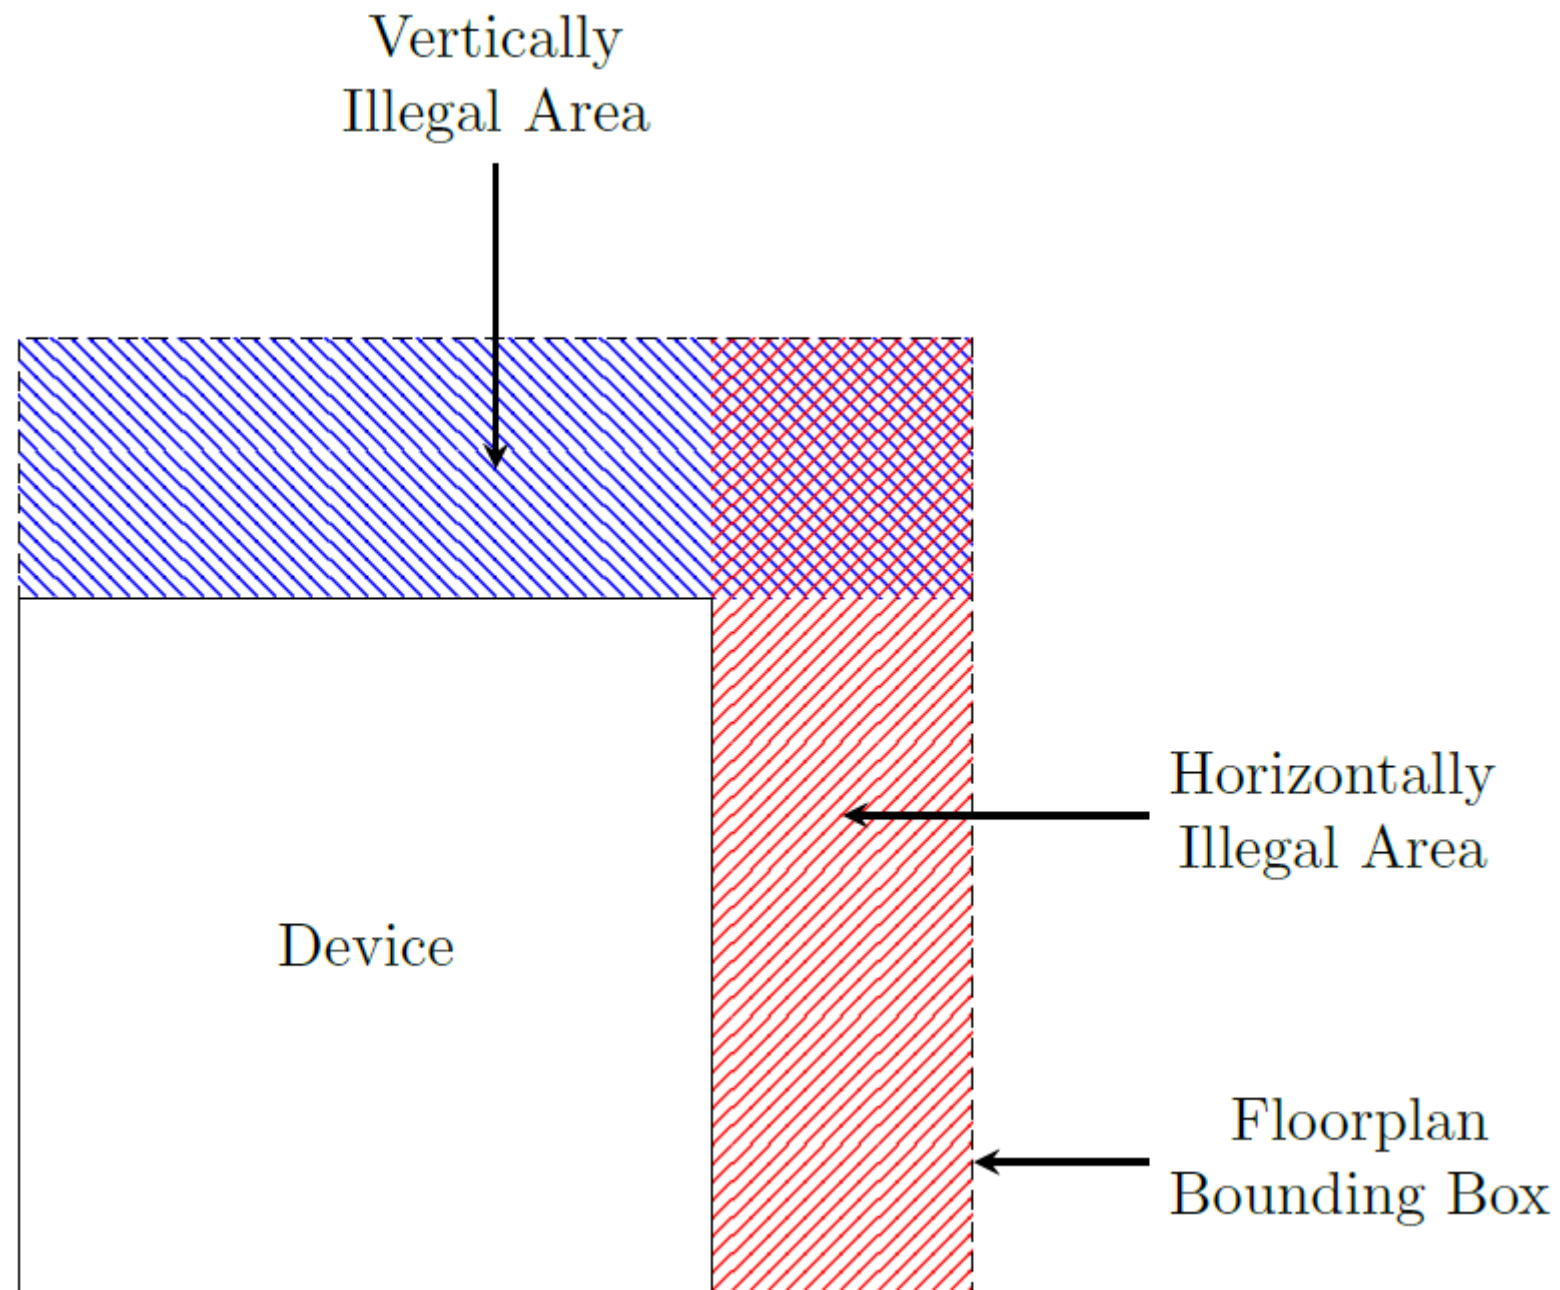 Vertically
Illegal Area
Horizontally
Illegal Area
Device
Floorplan
Bounding Box